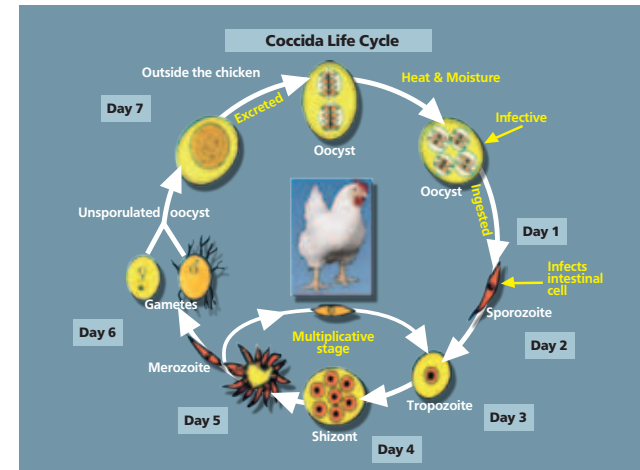 Coccida Life Cycle
Outside the chicken
Heat & Moisture
Day 7
Excreted
Infective
Oocyst
Oocyst
Ingested
Unsporulated oocyst
Day 1
Infects
intestinal
cell
Gametes
Sporozoite
Day 6
Multiplicative
stage
Day 2
Merozoite
Tropozoite
Day 3
Day 5
Shizont
Day 4